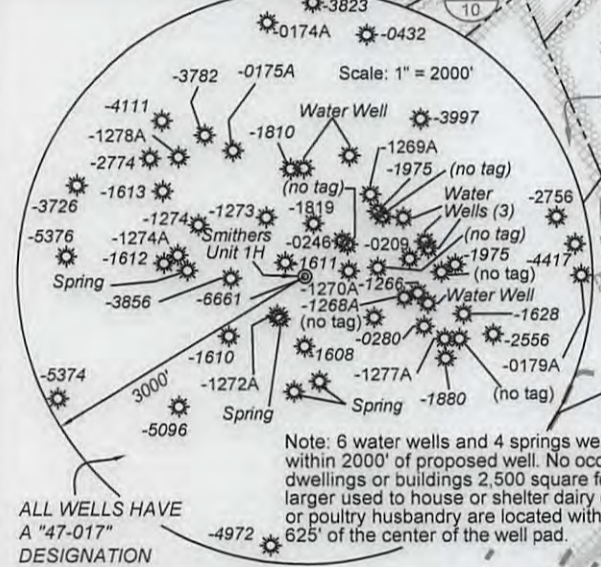 -3823
10
-0174A
-0432
-3782
-0175A
Scale: 1" = 2000'
-4111
Water Well
-1278A
-1810
-3997
-2774
-1269A
-1975
(no tag)
-1613
(no tag)
Water
Wells (3)
-3726
-1274
-1273
-1819
-2756
-5376
-1274A
Smithers
Unit 1H
-0246
-0209
(no tag)
-1612
1611
-1975
-4417
Spring
-1270A
-1266
(no tag)
-3856
-6661
-1268A
Water Well
(no tag)
-1628
-1610
-0280
-2556
1608
-0179A
-5374
3000'
-1272A
-1277A
(no tag)
-5096
Spring
Spring
-1880
Note: 6 water wells and 4 springs we
within 2000' of proposed well. No occ
dwellings or buildings 2,500 square f
larger used to house or shelter dairy
or poultry husbandry are located with
625' of the center of the well pad.
ALL WELLS HAVE
A "47-017"
DESIGNATION
-4972